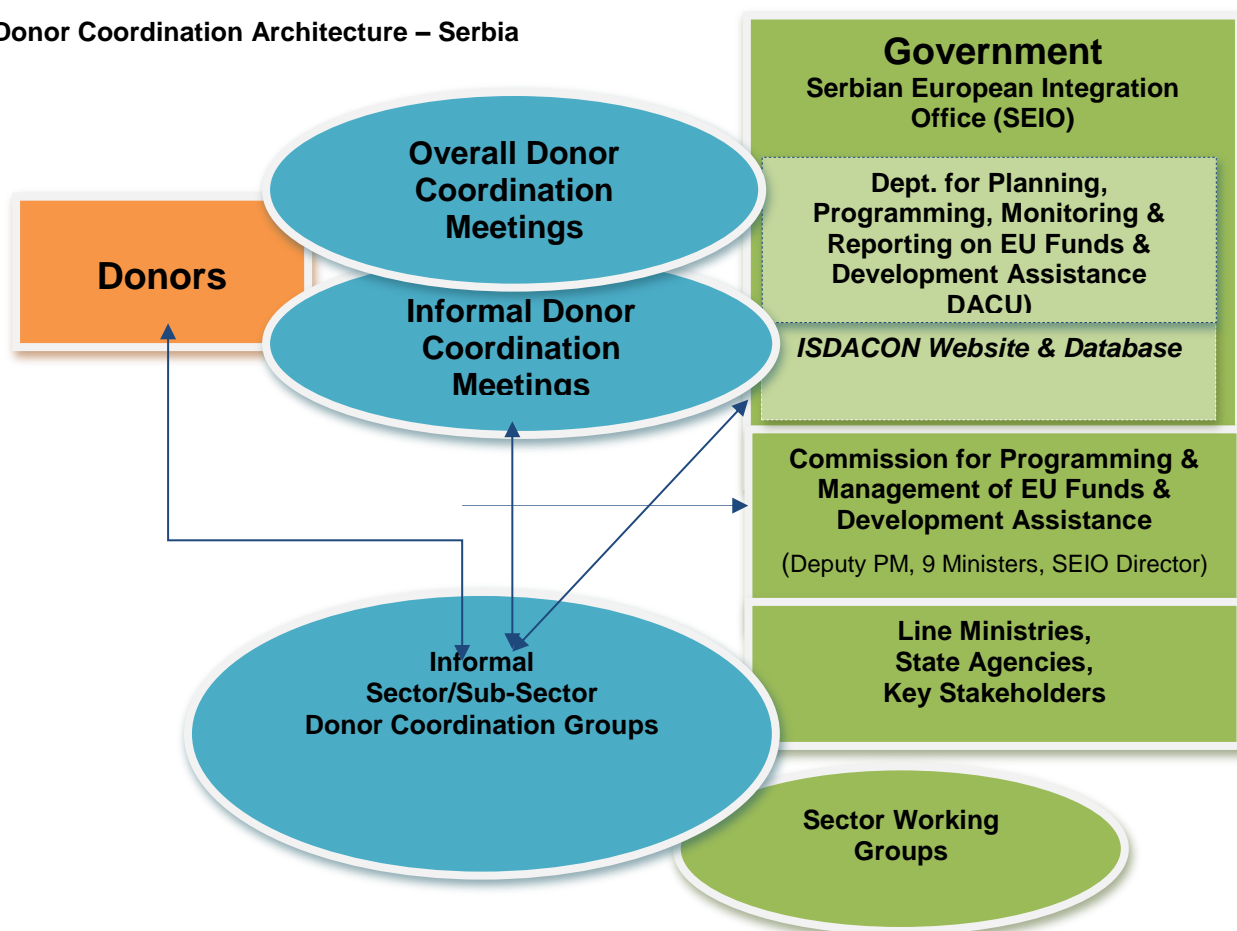 Donor Coordination Architecture – Serbia
Government
Serbian European Integration
Office (SEIO)
Overall Donor
Coordination
Meetings
Dept. for Planning,
Programming, Monitoring &
Reporting on EU Funds &
Development Assistance
DACU)
Donors
Informal Donor
Coordination
Meetings
ISDACON Website & Database
Commission for Programming &
Management of EU Funds &
Development Assistance
(Deputy PM, 9 Ministers, SEIO Director)
Informal
Sector/Sub-Sector
Donor Coordination Groups
Line Ministries,
State Agencies,
Key Stakeholders
Sector Working
Groups